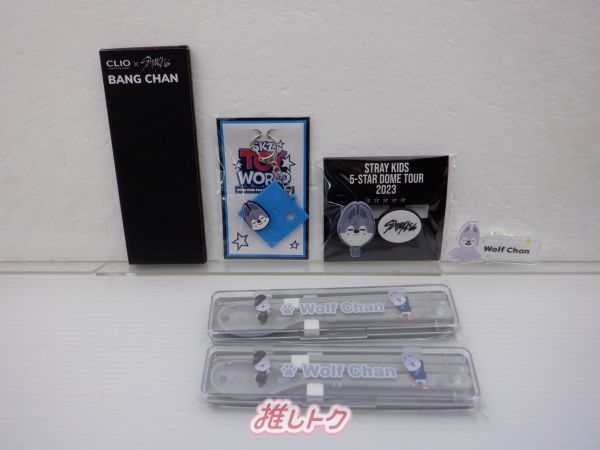 CLIO × Stray Kids
BANG CHAN
SKZ
TOY
WORLD
STRAY KIDS
5-STAR DOME TOUR
2023
Stray Kids
Wolf Chan
Wolf Chan
Wolf Chan
推しトク